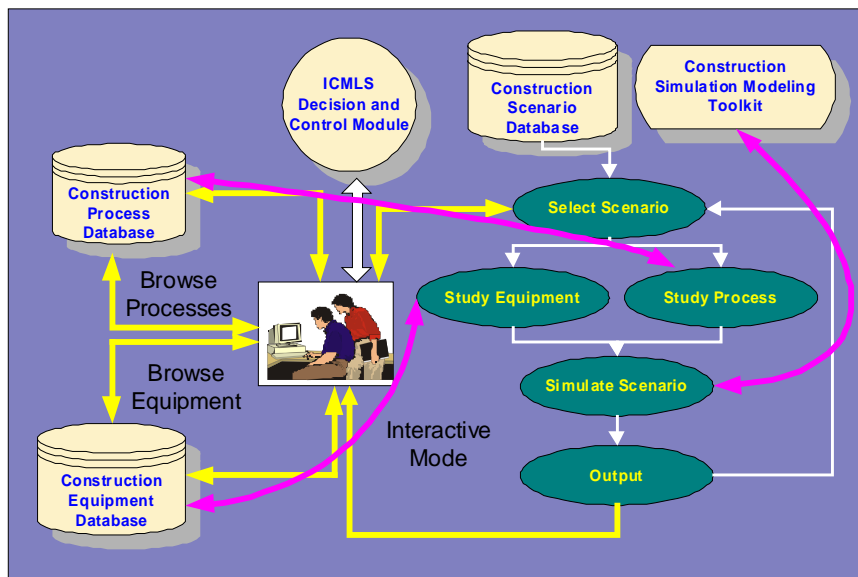 ICMLS
Decision and
Control Module
Construction
Scenario
Database
Construction
Simulation Modeling
Toolkit
Construction
Process
Database
Select Scenario
Browse
Processes
Study Equipment
Study Process
Browse
Equipment
Simulate Scenario
Interactive
Mode
Construction
Equipment
Database
Output